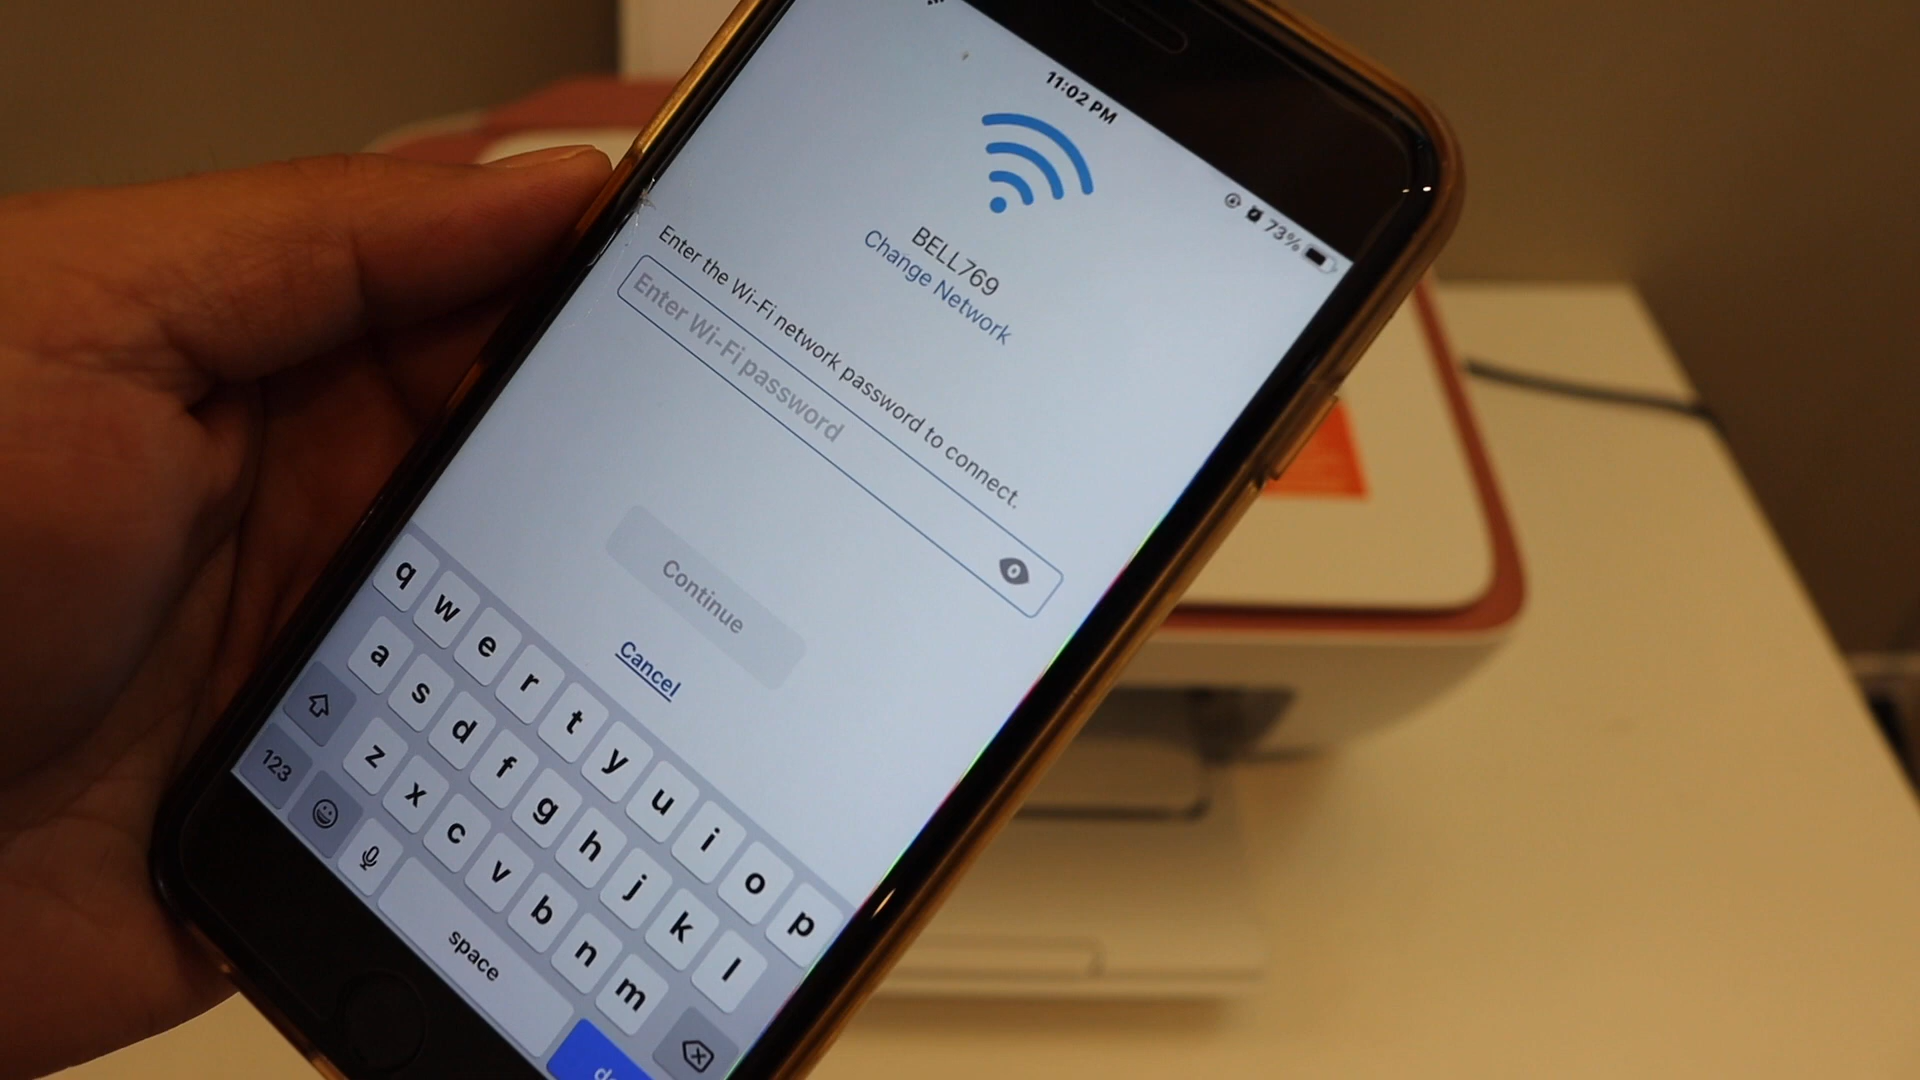 11:02 PM
73%
BELL769
Change Network
Enter the Wi-Fi network password to connect.
Enter Wi-Fi password
Continue
Cancel
q w e r t y u i o p
a s d f g h j k l
z x c v b n m
123
space